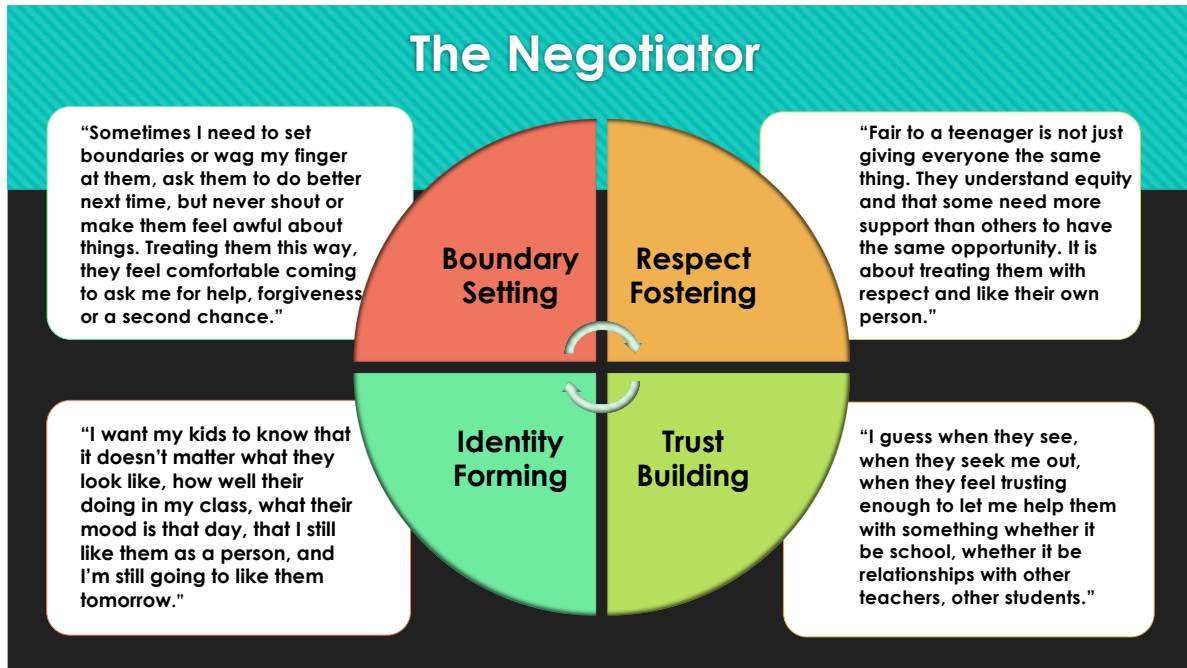 The Negotiator
“Sometimes I need to set
boundaries or wag my finger
at them, ask them to do better
next time, but never shout or
make them feel awful about
things. Treating them this way,
they feel comfortable coming
to ask me for help, forgiveness
or a second chance.”
“Fair to a teenager is not just
giving everyone the same
thing. They understand equity
and that some need more
support than others to have
the same opportunity. It is
about treating them with
respect and like their own
person.”
Boundary
Setting
Respect
Fostering
Identity
Forming
Trust
Building
“I want my kids to know that
it doesn’t matter what they
look like, how well their
doing in my class, what their
mood is that day, that I still
like them as a person, and
I’m still going to like them
tomorrow.”
“I guess when they see,
when they seek me out,
when they feel trusting
enough to let me help them
with something whether it
be school, whether it be
relationships with other
teachers, other students.”